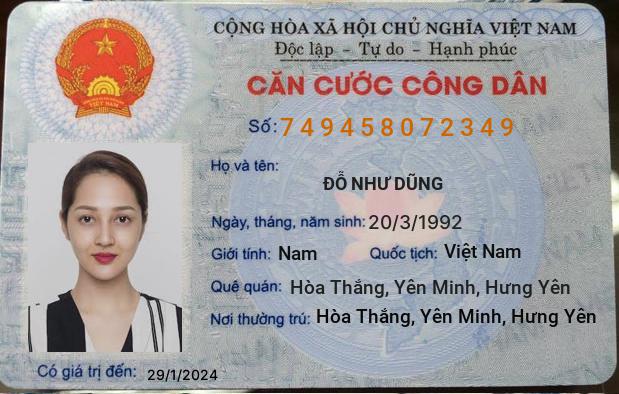 CỘNG HÒA XÃ HỘI CHỦ NGHĨA VIỆT NAM
Độc lập - Tự do - Hạnh phúc
CĂN CƯỚC CÔNG DÂN
VIỆT NAM
Số: 749458072349
Họ và tên:
ĐỖ NHƯ DŨNG
Ngày, tháng, năm sinh: 20/3/1992
Giới tính: Nam Quốc tịch: Việt Nam
Quê quán: Hòa Thắng, Yên Minh, Hưng Yên
Nơi thường trú: Hòa Thắng, Yên Minh, Hưng Yên
Có giá trị đến: 29/1/2024